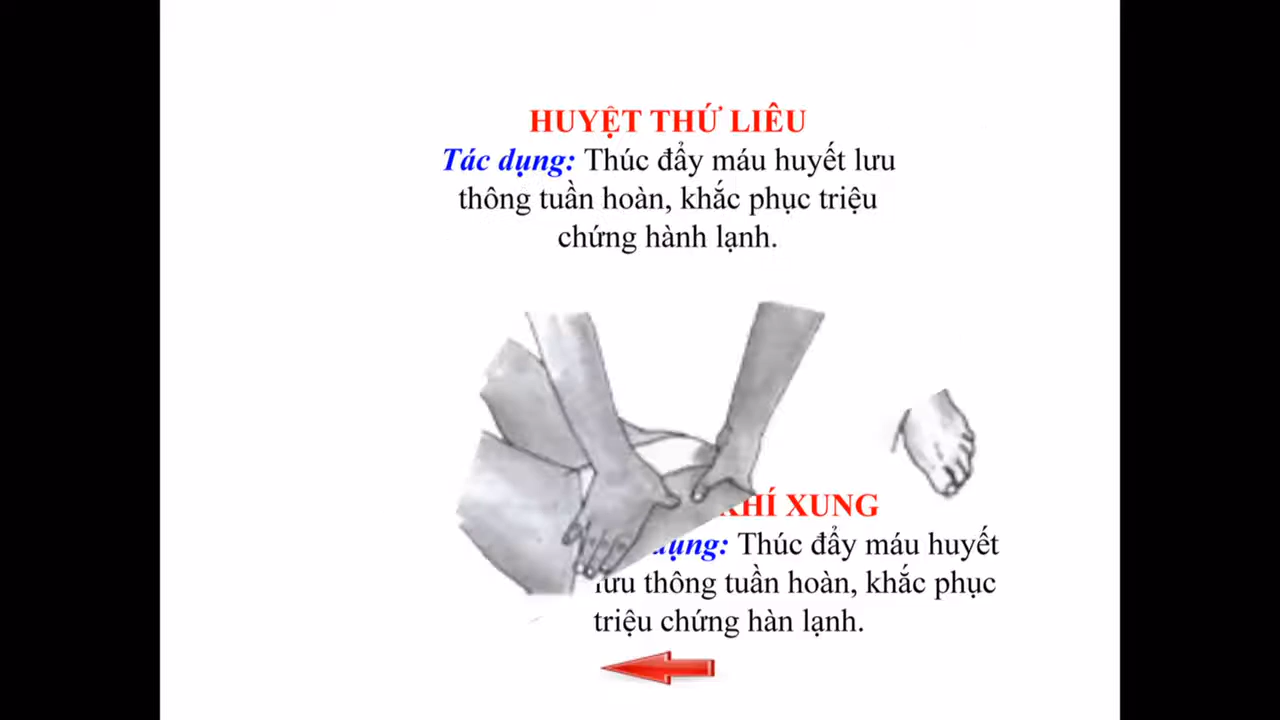 HUYỆT THỨ LIÊU
Tác dụng: Thúc đẩy máu huyết lưu
thông tuần hoàn, khắc phục triệu
chứng hành lạnh.
KHÍ XUNG
dụng: Thúc đẩy máu huyết
lưu thông tuần hoàn, khắc phục
triệu chứng hàn lạnh.